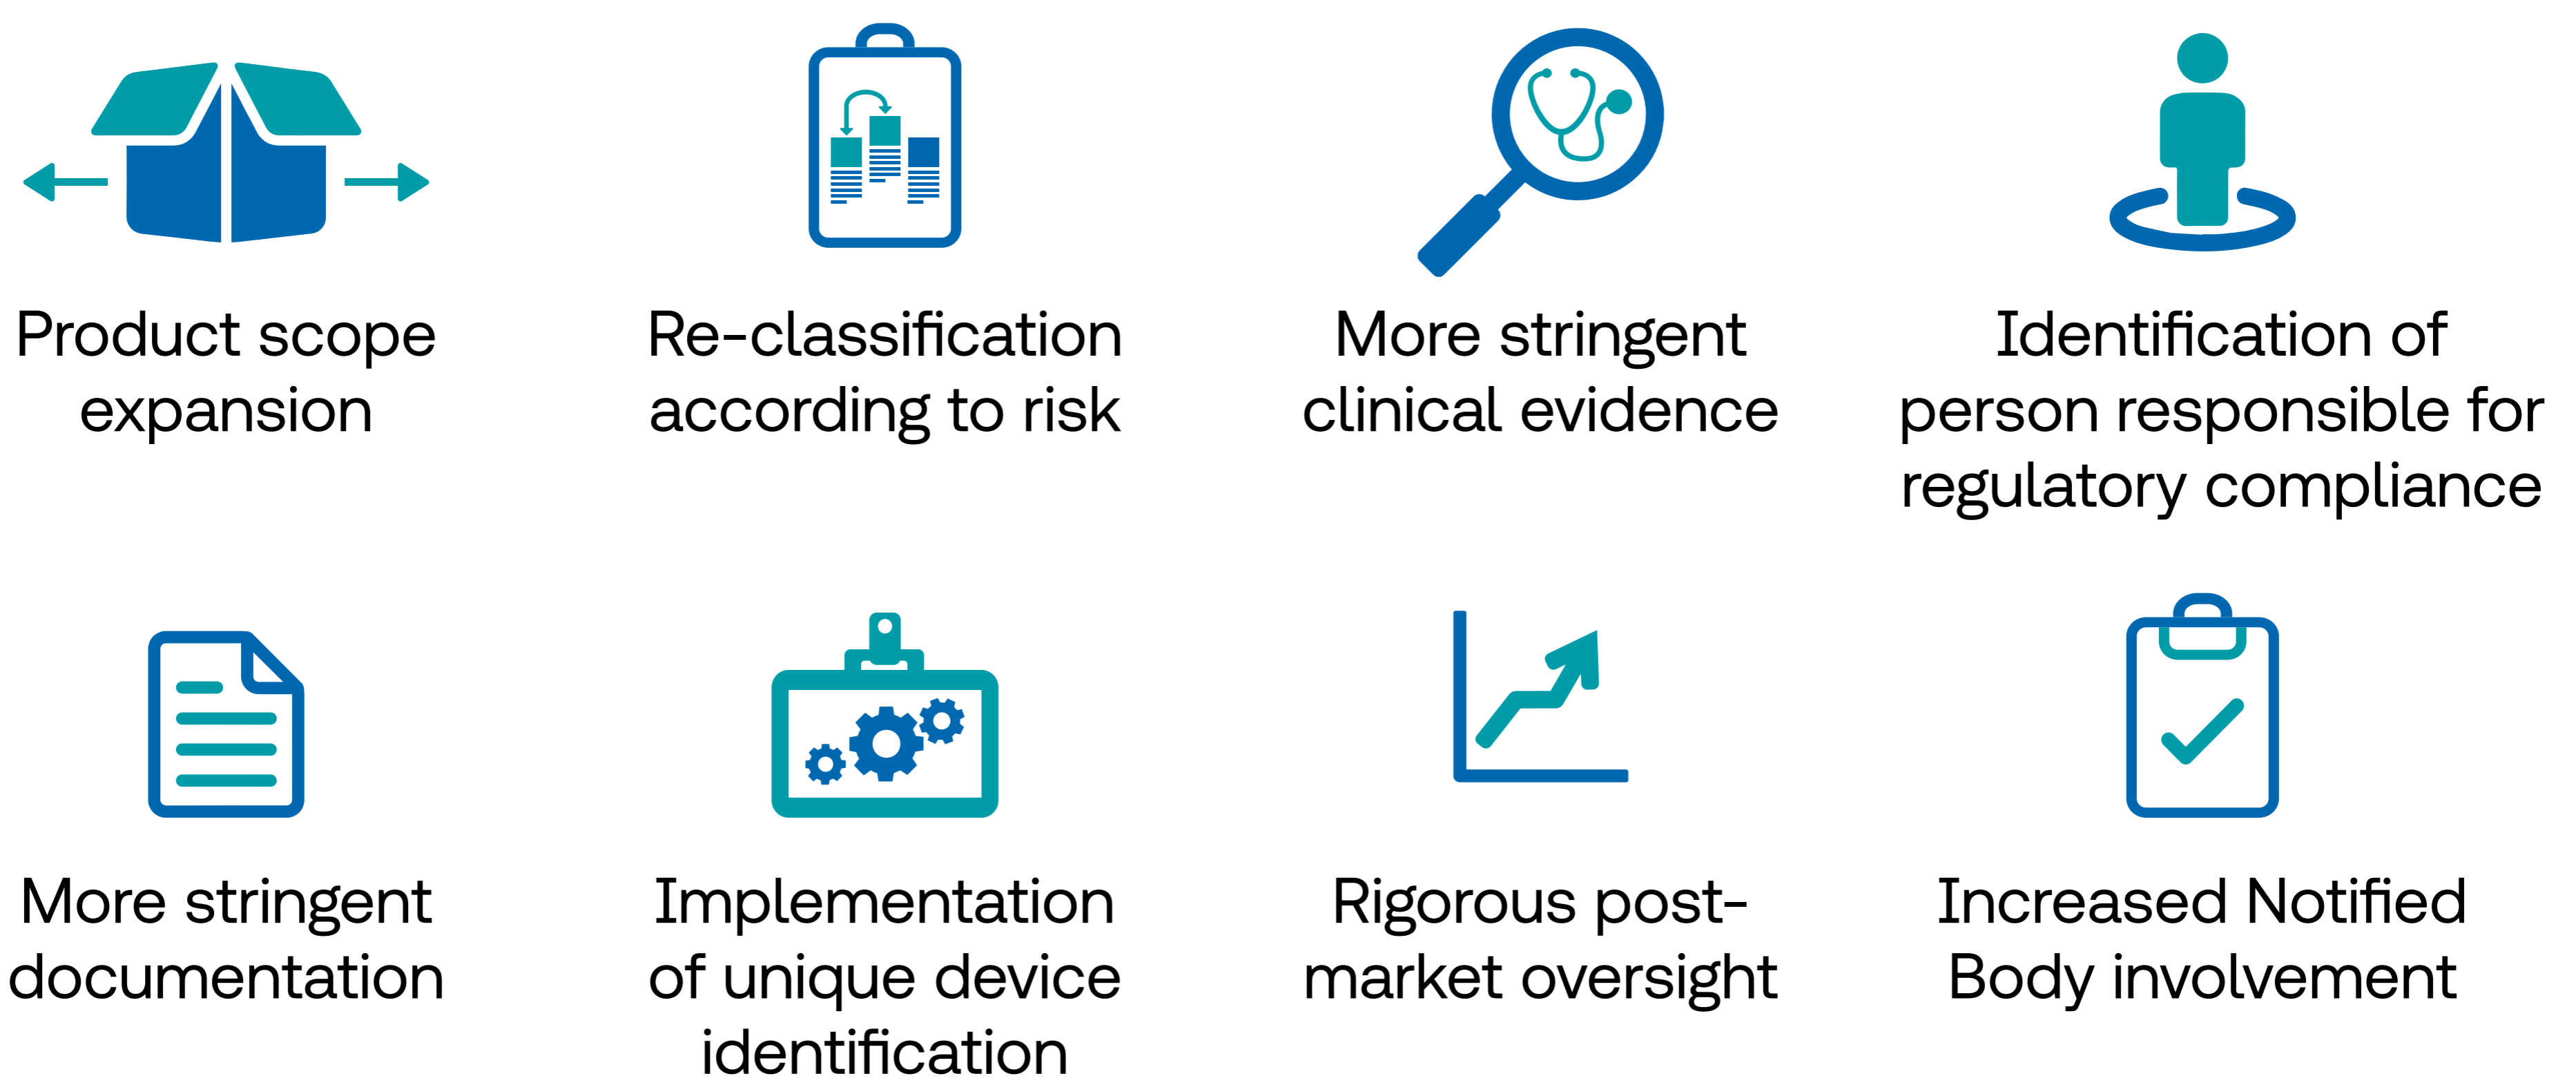 Product scope
expansion
Re-classification
according to risk
More stringent
clinical evidence
Identification of
person responsible for
regulatory compliance
More stringent
documentation
Implementation
of unique device
identification
Rigorous post-
market oversight
Increased Notified
Body involvement